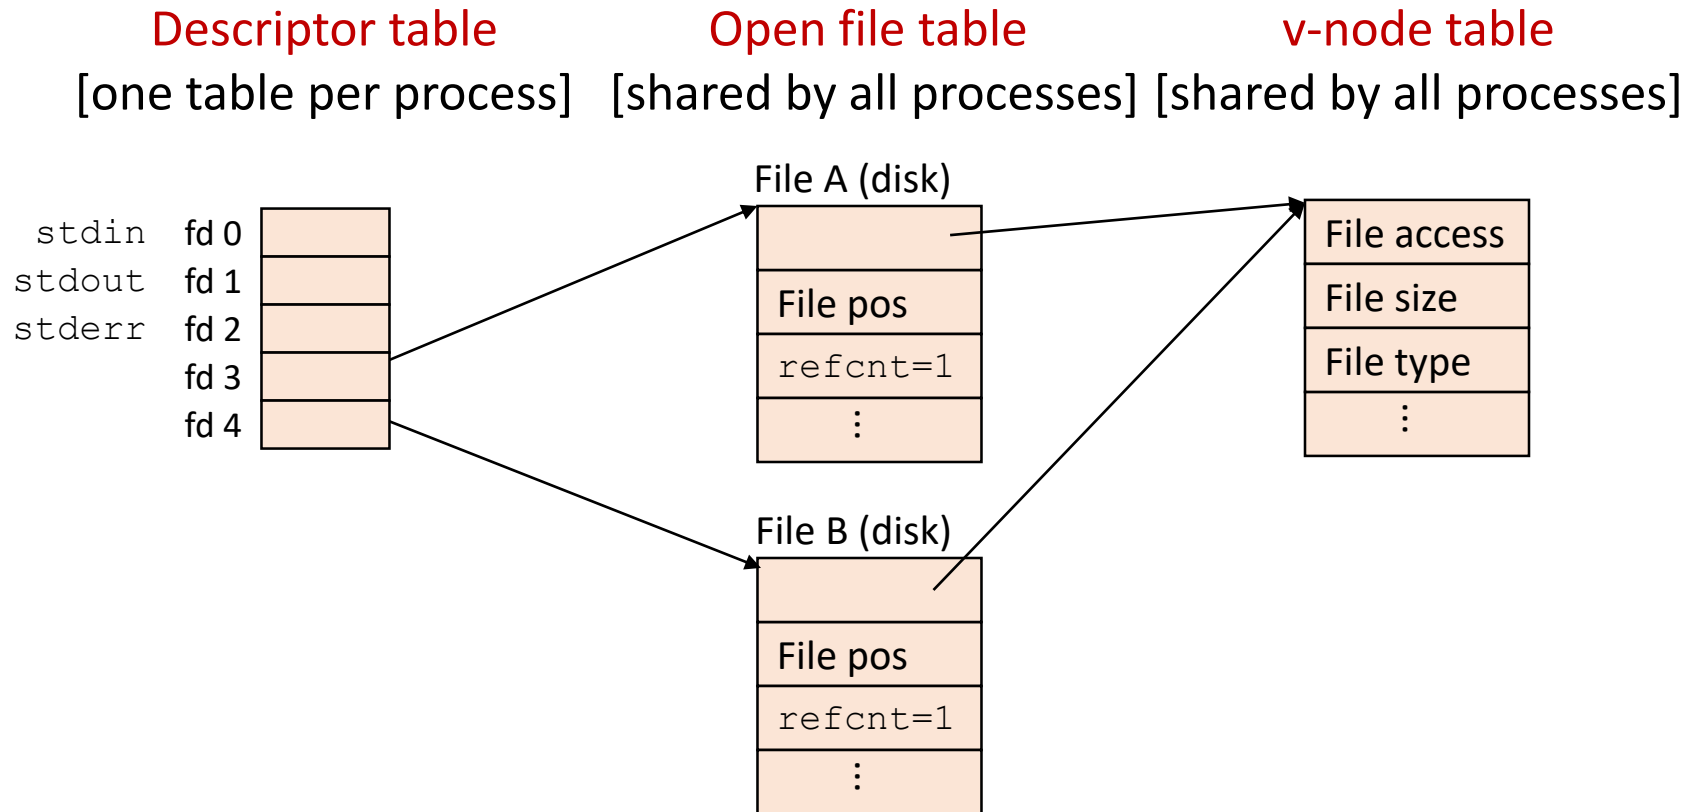 Descriptor table
[one table per process]
Open file table
[shared by all processes]
v-node table
[shared by all processes]
stdin fd 0
stdout fd 1
stderr fd 2
fd 3
fd 4
File A (disk)
File pos
refcnt=1
⋮
File B (disk)
File pos
refcnt=1
⋮
File access
File size
File type
⋮